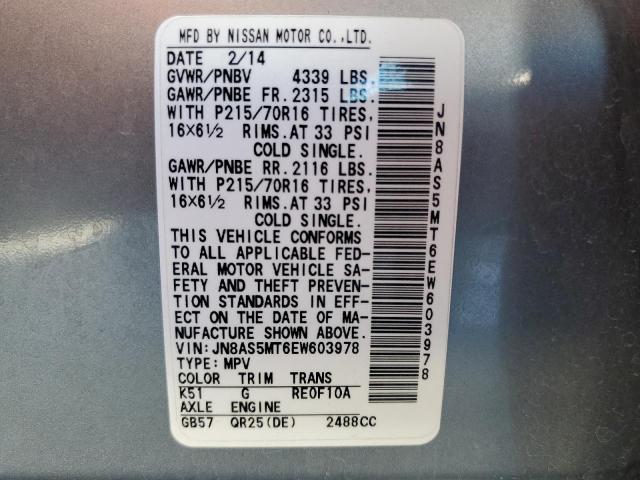 MFD BY NISSAN MOTOR CO.,LTD.
DATE 2/14
GVWR/PNBV 4339 LBS.
GAWR/PNBE FR.2315 LBS.
WITH P215/70R16 TIRES,
16X6½ RIMS.AT 33 PSI
COLD SINGLE.
GAWR/PNBE RR.2116 LBS.
WITH P215/70R16 TIRES,
16X6½ RIMS.AT 33 PSI
COLD SINGLE.
THIS VEHICLE CONFORMS
TO ALL APPLICABLE FED-
ERAL MOTOR VEHICLE SA-
FETY AND THEFT PREVEN-
TION STANDARDS IN EFF-
ECT ON THE DATE OF MA-
NUFACTURE SHOWN ABOVE.
VIN:JN8AS5MT6EW603978
TYPE:MPV
COLOR TRIM TRANS
K51 G RE0F10A
AXLE ENGINE
GB57 QR25(DE) 2488CC
JN8AS5MT6EW603978